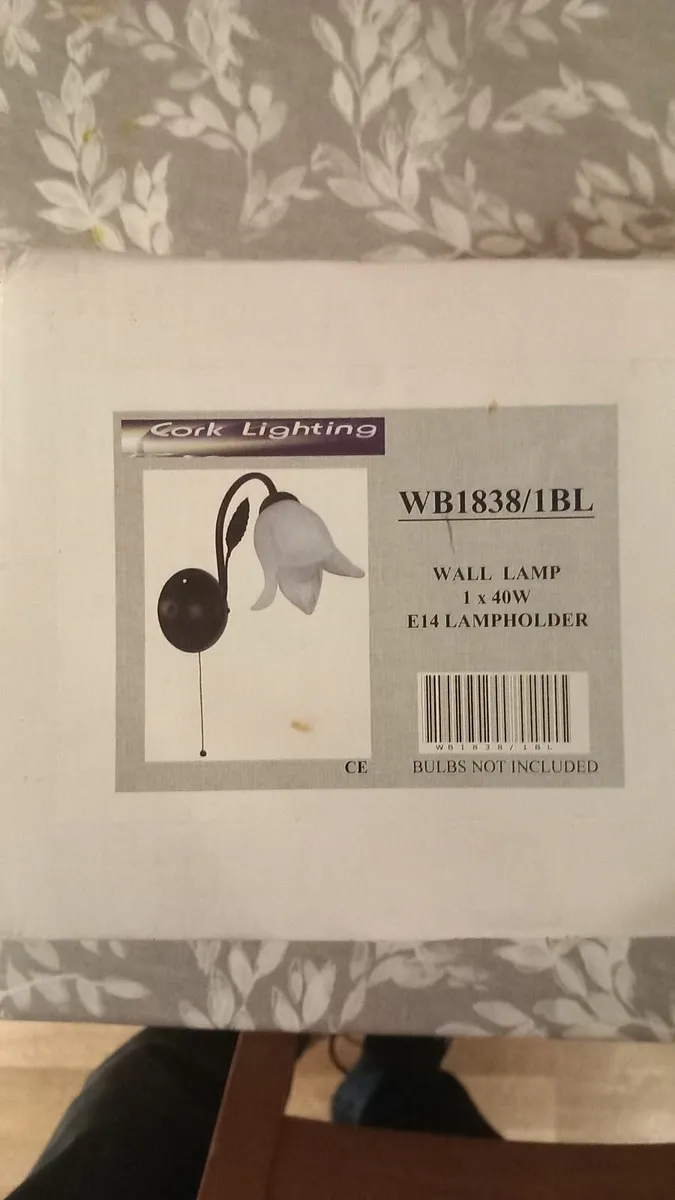 Cork Lighting
WB1838/1BL
WALL LAMP
1 x 40W
E14 LAMPHOLDER
WB1838/1BL
CE
BULBS NOT INCLUDED